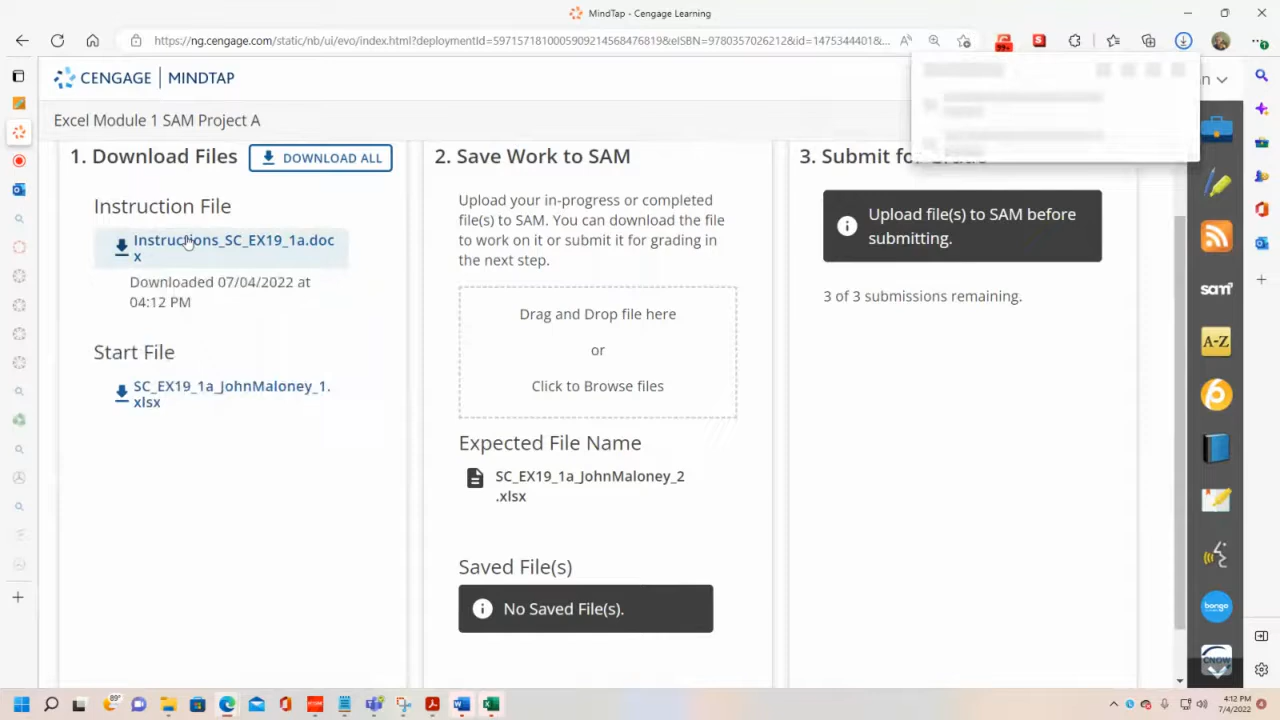 MindTap - Cengage Learning
https://ng.cengage.com/static/nb/ui/evo/index.html?deploymentId=5971571810005909214568476819&eISBN=9780357026212&id=1475344401&...
CENGAGE MINDTAP
Excel Module 1 SAM Project A
1. Download Files
DOWNLOAD ALL
Instruction File
Instructions_SC_EX19_1a.doc
x
Downloaded 07/04/2022 at
04:12 PM
Start File
SC_EX19_1a_JohnMaloney_1.
xlsx
2. Save Work to SAM
Upload your in-progress or completed
file(s) to SAM. You can download the file
to work on it or submit it for grading in
the next step.
Drag and Drop file here
or
Click to Browse files
Expected File Name
SC_EX19_1a_JohnMaloney_2
.xlsx
Saved File(s)
No Saved File(s).
3. Submit for Grade
Upload file(s) to SAM before
submitting.
3 of 3 submissions remaining.
99+
S
sam
A-Z
bongo
CNOW
89°
4:12 PM
7/4/2022